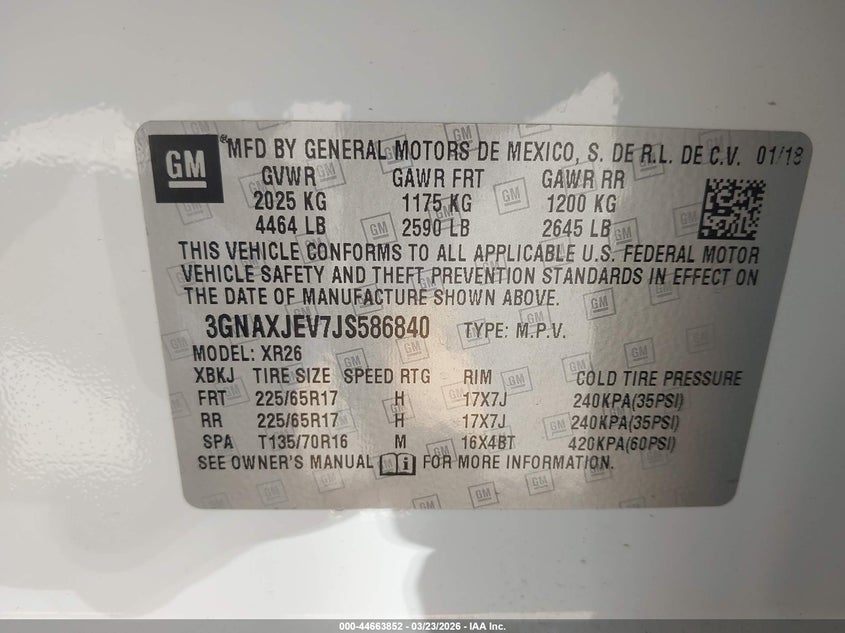 GM
® MFD BY GENERAL MOTORS DE MEXICO, S. DE R.L. DE C.V. 01/18
GVWR GAWR FRT GAWR RR
2025 KG 1175 KG 1200 KG
4464 LB 2590 LB 2645 LB
THIS VEHICLE CONFORMS TO ALL APPLICABLE U.S. FEDERAL MOTOR
VEHICLE SAFETY AND THEFT PREVENTION STANDARDS IN EFFECT ON
THE DATE OF MANUFACTURE SHOWN ABOVE.
3GNAXJEV7JS586840 TYPE: M.P.V.
MODEL: XR26
XBKJ TIRE SIZE SPEED RTG RIM COLD TIRE PRESSURE
FRT 225/65R17 H 17X7J 240KPA(35PSI)
RR 225/65R17 H 17X7J 240KPA(35PSI)
SPA T135/70R16 M 16X4BT 420KPA(60PSI)
SEE OWNER'S MANUAL FOR MORE INFORMATION.
000-44663852 - 03/23/2026 - IAA Inc.